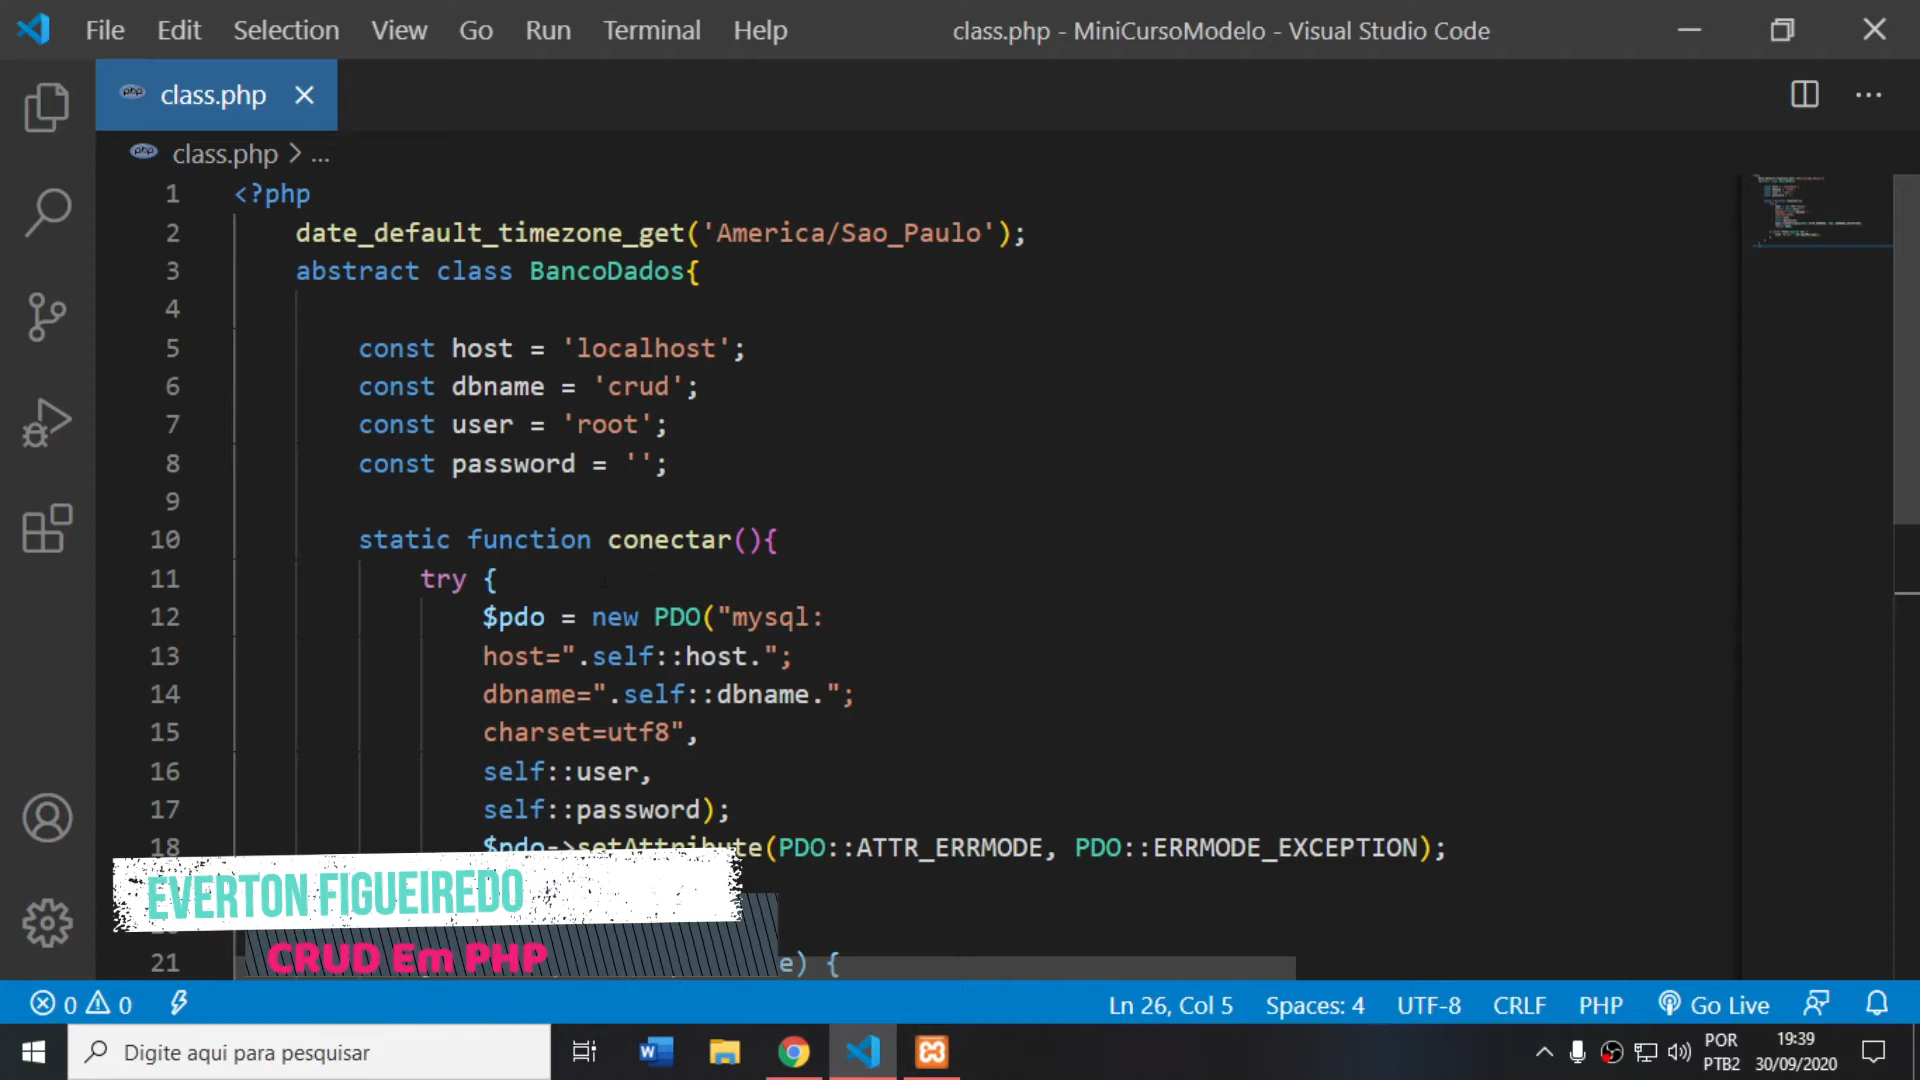 File Edit Selection View Go Run Terminal Help class.php - MiniCursoModelo - Visual Studio Code
php class.php
php class.php > ...
1 <?php
2 date_default_timezone_get('America/Sao_Paulo');
3 abstract class BancoDados{
4
5 const host = 'localhost';
6 const dbname = 'crud';
7 const user = 'root';
8 const password = '';
9
10 static function conectar(){
11 try {
12 $pdo = new PDO("mysql:
13 host=".self::host.";
14 dbname=".self::dbname.";
15 charset=utf8",
16 self::user,
17 self::password);
18 $pdo->setAttribute(PDO::ATTR_ERRMODE, PDO::ERRMODE_EXCEPTION);
21 e) {
EVERTON FIGUEIREDO
CRUD Em PHP
0 0 Ln 26, Col 5 Spaces: 4 UTF-8 CRLF PHP Go Live
Digite aqui para pesquisar
POR
PTB2
19:39
30/09/2020